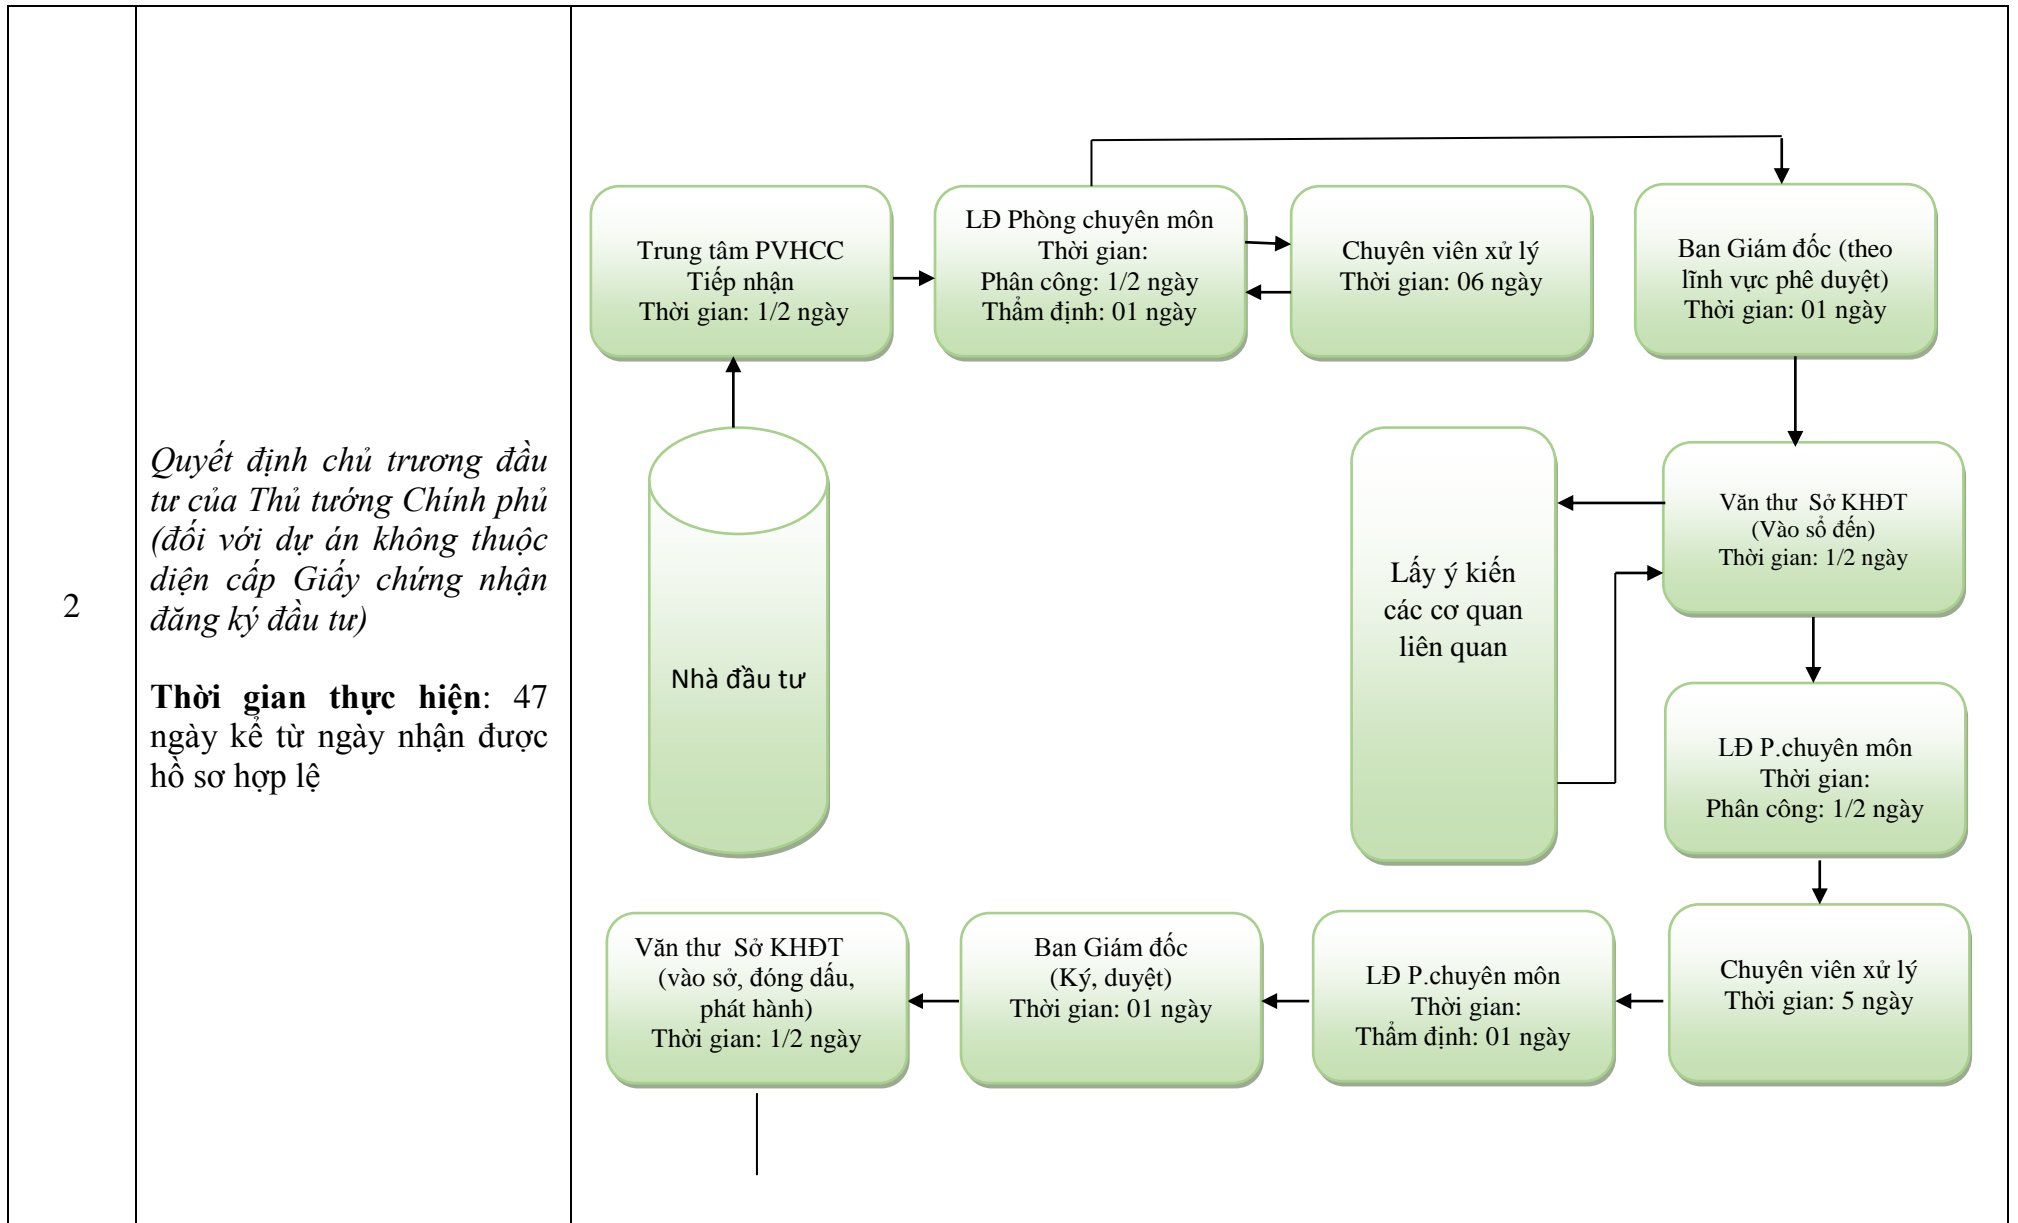 2
Quyết định chủ trương đầu
tư của Thủ tướng Chính phủ
(đối với dự án không thuộc
diện cấp Giấy chứng nhận
đăng ký đầu tư)
Thời gian thực hiện: 47
ngày kể từ ngày nhận được
hồ sơ hợp lệ
Trung tâm PVHCC
Tiếp nhận
Thời gian: 1/2 ngày
LĐ Phòng chuyên môn
Thời gian:
Phân công: 1/2 ngày
Thẩm định: 01 ngày
Chuyên viên xử lý
Thời gian: 06 ngày
Ban Giám đốc (theo
lĩnh vực phê duyệt)
Thời gian: 01 ngày
Nhà đầu tư
Lấy ý kiến
các cơ quan
liên quan
Văn thư Sở KHĐT
(Vào sổ đến)
Thời gian: 1/2 ngày
LĐ P.chuyên môn
Thời gian:
Phân công: 1/2 ngày
Văn thư Sở KHĐT
(vào sở, đóng dấu,
phát hành)
Thời gian: 1/2 ngày
Ban Giám đốc
(Ký, duyệt)
Thời gian: 01 ngày
LĐ P.chuyên môn
Thời gian:
Thẩm định: 01 ngày
Chuyên viên xử lý
Thời gian: 5 ngày